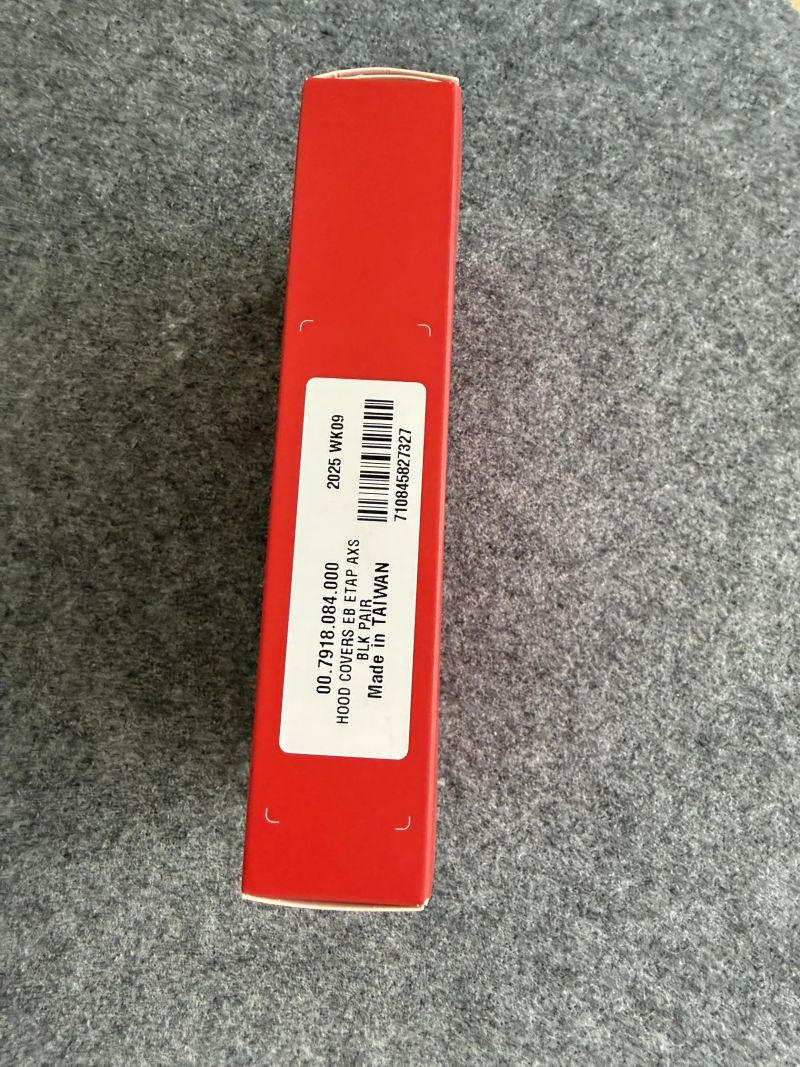 00.7918.084.000
HOOD COVERS EB ETAP AXS
BLK PAIR
Made in TAIWAN
2025 WK09
710845827327